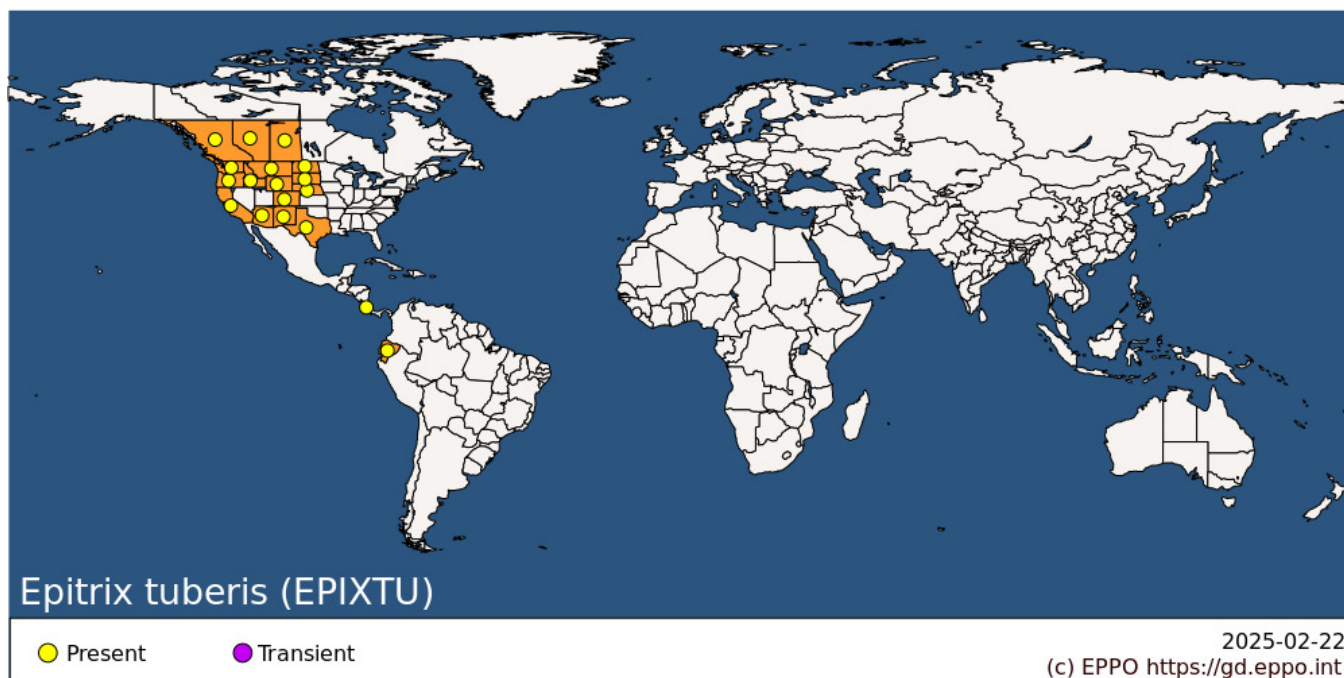 Epitrix tuberis (EPIXTU)
Present
Transient
2025-02-22
(c) EPPO https://gd.eppo.int